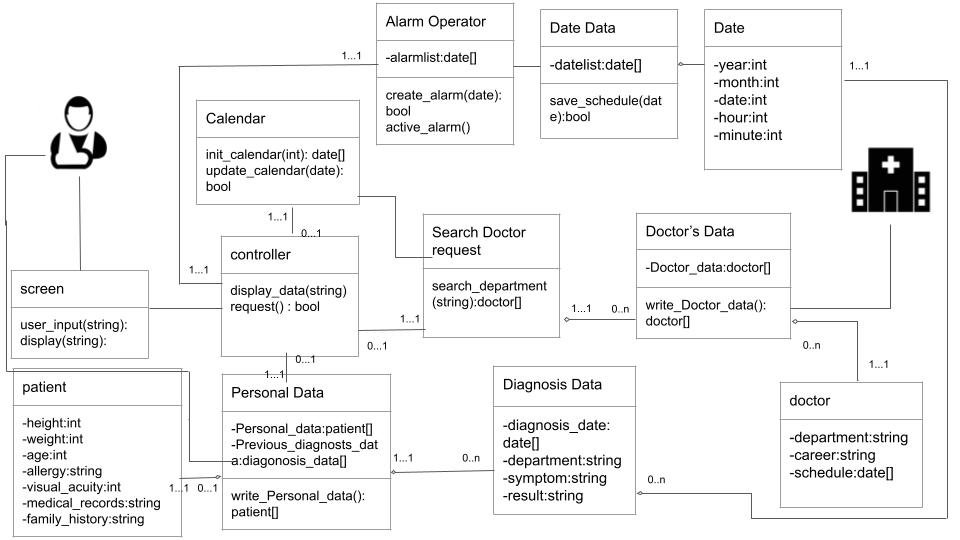 Alarm Operator
-alarmlist:date[]
create_alarm(date):
bool
active_alarm()
Date Data
-datelist:date[]
save_schedule(dat
e):bool
Date
-year:int
-month:int
-date:int
-hour:int
-minute:int
1...1
1...1
Calendar
init_calendar(int): date[]
update_calendar(date):
bool
1...1
0...1
1...1
controller
display_data(string)
request() : bool
Search Doctor
request
search_department
(string):doctor[]
Doctor's Data
-Doctor_data:doctor[]
write_Doctor_data():
doctor[]
1...1
0..n
1...1
0...1
screen
user_input(string):
display(string):
0..n
1...1
0...1
1...1
patient
-height:int
-weight:int
-age:int
-allergy:string
-visual_acuity:int
-medical_records:string
-family_history:string
1...1
0...1
Personal Data
-Personal_data:patient[]
-Previous_diagnosts_dat
a:diagonosis_data[]
write_Personal_data():
patient[]
1...1
0..n
Diagnosis Data
-diagnosis_date:
date[]
-department:string
-symptom:string
-result:string
0..n
doctor
-department:string
-career:string
-schedule:date[]